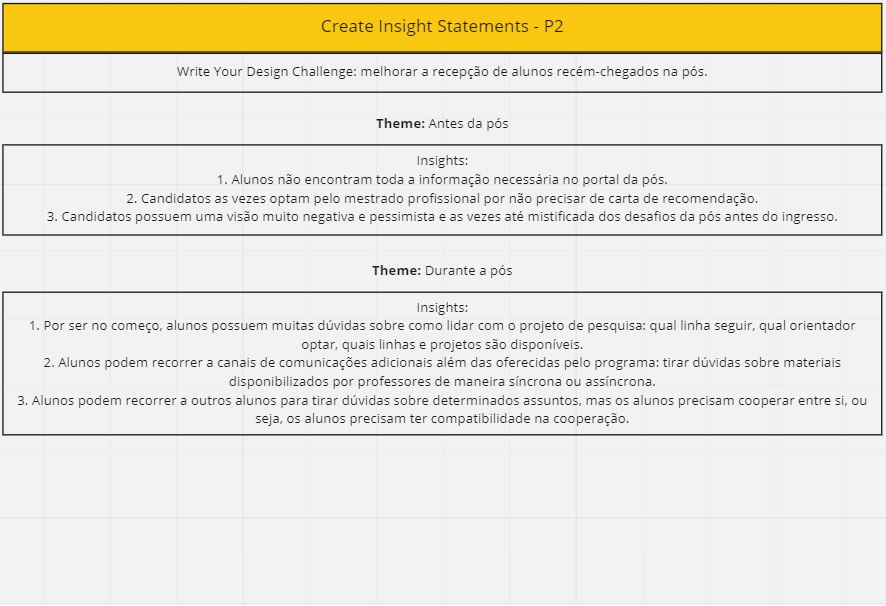 Create Insight Statements - P2
Write Your Design Challenge: melhorar a recepção de alunos recém-chegados na pós.
Theme: Antes da pós
Insights:
1. Alunos não encontram toda a informação necessária no portal da pós.
2. Candidatos as vezes optam pelo mestrado profissional por não precisar de carta de recomendação.
3. Candidatos possuem uma visão muito negativa e pessimista e as vezes até mistificada dos desafios da pós antes do ingresso.
Theme: Durante a pós
Insights:
1. Por ser no começo, alunos possuem muitas dúvidas sobre como lidar com o projeto de pesquisa: qual linha seguir, qual orientador
optar, quais linhas e projetos são disponíveis.
2. Alunos podem recorrer a canais de comunicações adicionais além das oferecidas pelo programa: tirar dúvidas sobre materiais
disponibilizados por professores de maneira síncrona ou assíncrona.
3. Alunos podem recorrer a outros alunos para tirar dúvidas sobre determinados assuntos, mas os alunos precisam cooperar entre si, ou
seja, os alunos precisam ter compatibilidade na cooperação.